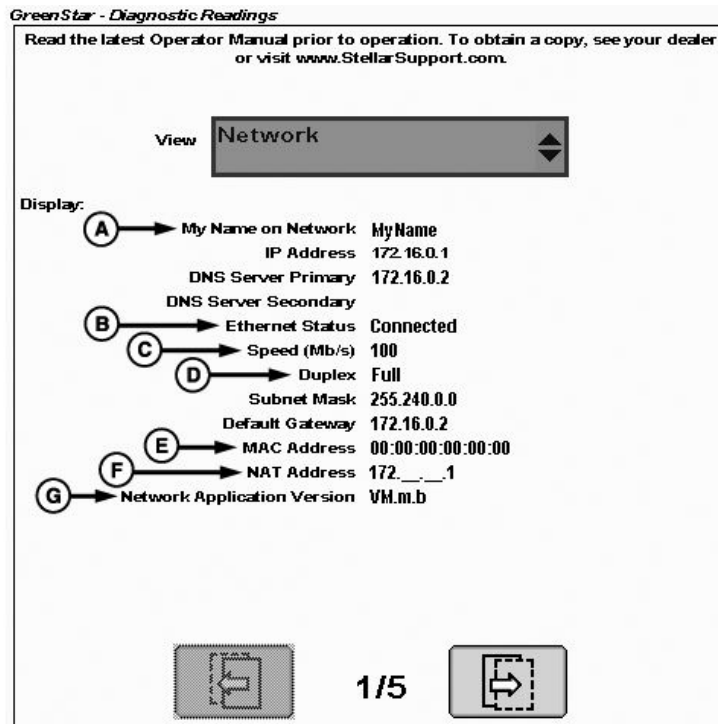 GreenStar - Diagnostic Readings
Read the latest Operator Manual prior to operation. To obtain a copy, see your dealer
or visit www.StellarSupport.com.
View Network
Display:
A My Name on Network MyName
IP Address 172.16.0.1
DNS Server Primary 172.16.0.2
DNS Server Secondary
B Ethernet Status Connected
C Speed (Mb/s) 100
D Duplex Full
Subnet Mask 255.240.0.0
Default Gateway 172.16.0.2
E MAC Address 00:00:00:00:00:00
F NAT Address 172.__.__.1
G Network Application Version VM.m.b
1/5